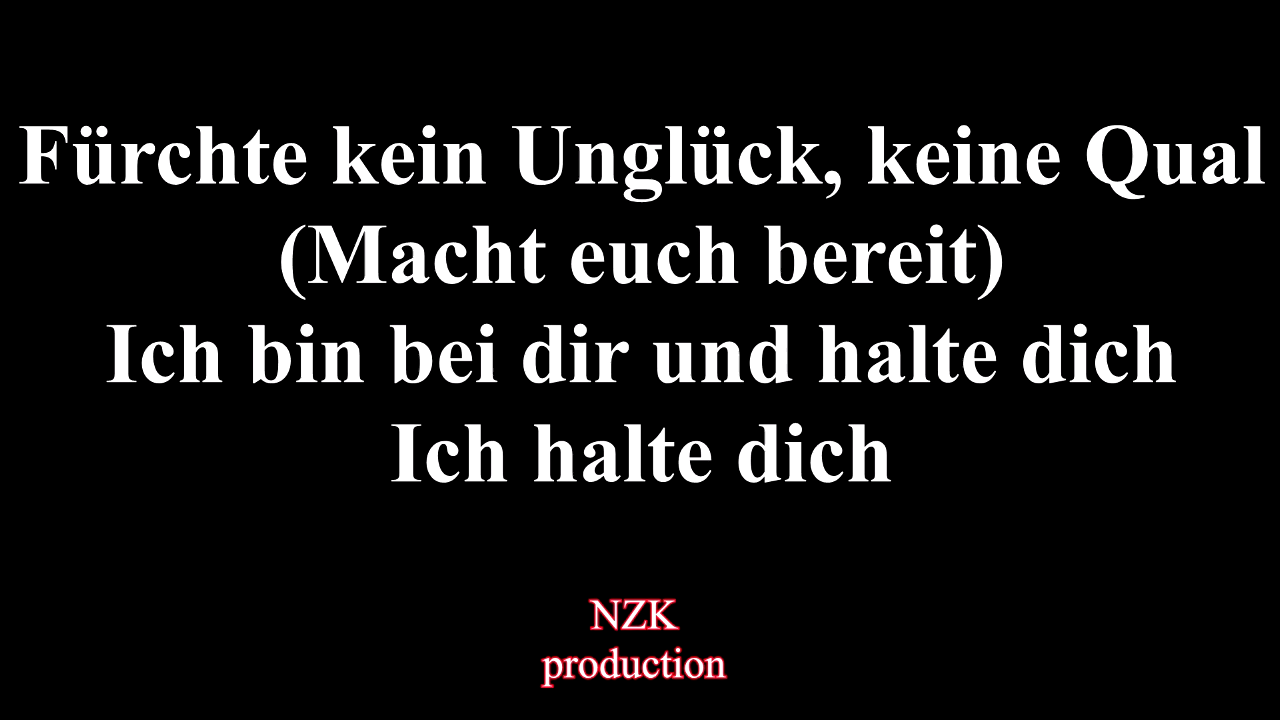 Fürchte kein Unglück, keine Qual
(Macht euch bereit)
Ich bin bei dir und halte dich
Ich halte dich
NZK
production